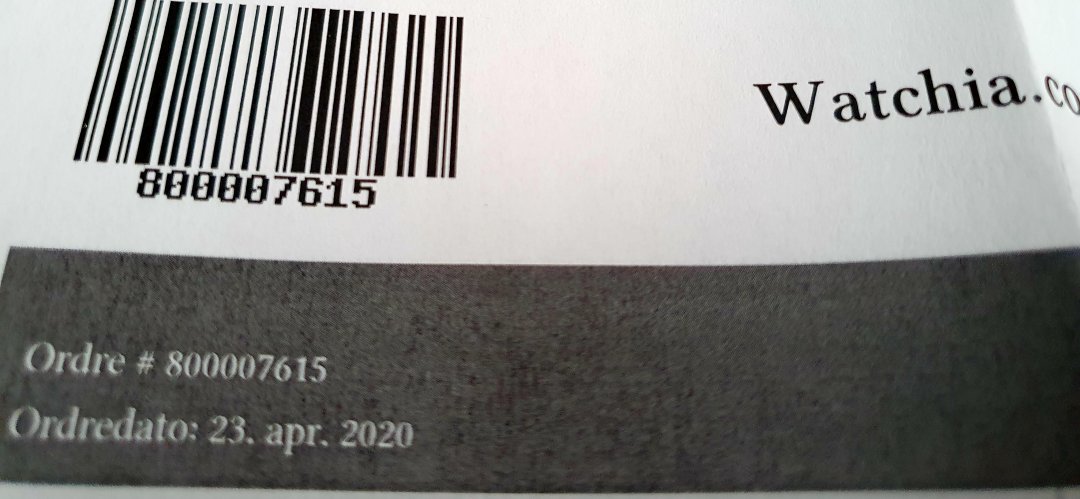 Watchia.co
800007615
Ordre # 800007615
Ordredato: 23. apr. 2020